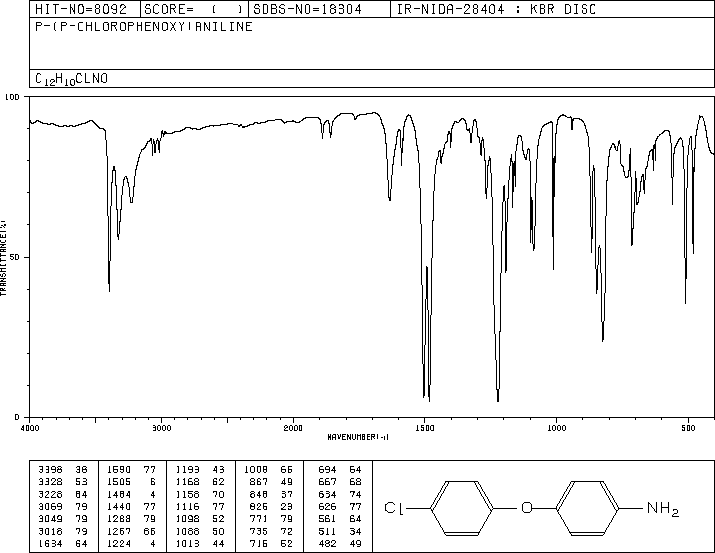 HIT-NO=8092 SCORE= ( ) SDBS-NO=18304 IR-NIDA-28404 : KBR DISC
P-(P-CHLOROPHENOXY)ANILINE
C12H10CLNO
100
50
0
TRANSMITTANCE(%)
4000 3000 2000 1500 1000 500
WAVENUMBER(-1)
3398 38 1590 77 1193 43 1008 66 694 64
3328 53 1505 6 1168 62 867 49 667 68
3228 64 1484 4 1158 70 848 37 634 74
3069 79 1440 77 1116 77 826 23 626 77
3049 79 1288 79 1098 52 771 79 561 64
3018 79 1267 66 1088 50 735 72 511 34
1634 64 1224 4 1013 44 716 52 482 49
Cl O NH2